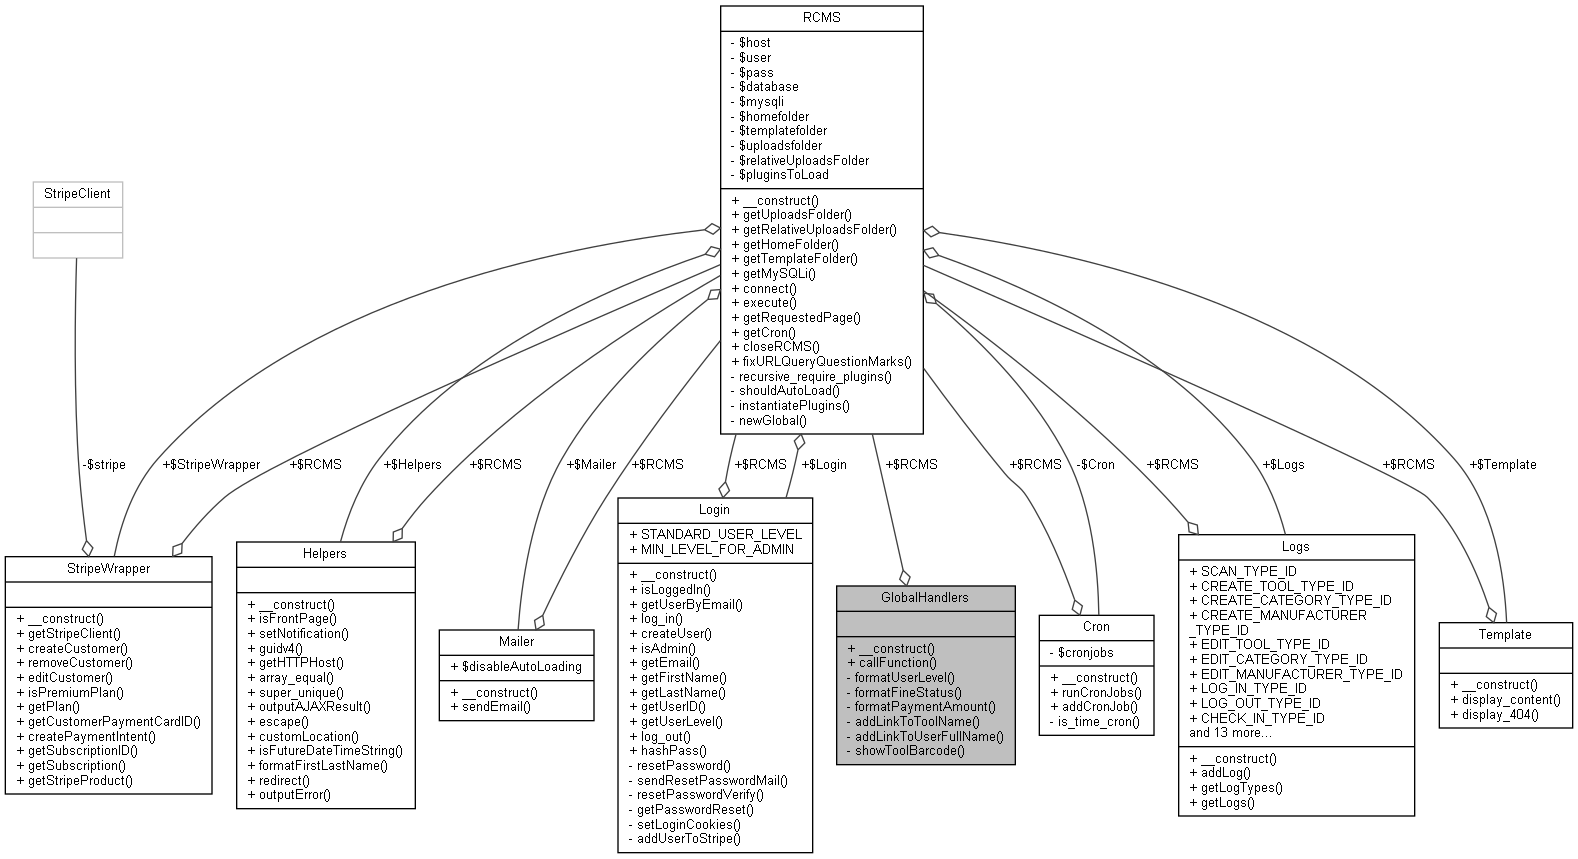 RCMS
- $host
- $user
- $pass
- $database
- $mysqli
- $homefolder
- $templatefolder
- $uploadsfolder
- $relativeUploadsFolder
- $pluginsToLoad
+ __construct()
+ getUploadsFolder()
+ getRelativeUploadsFolder()
+ getHomeFolder()
+ getTemplateFolder()
+ getMySQLi()
+ connect()
+ execute()
+ getRequestedPage()
+ getCron()
+ closeRCMS()
+ fixURLQueryQuestionMarks()
- recursive_require_plugins()
- shouldAutoLoad()
- instantiatePlugins()
- newGlobal()
StripeClient
-$stripe
+$StripeWrapper
+$RCMS
+$Helpers
+$RCMS
+$Mailer
+$RCMS
+$RCMS
+$Login
+$RCMS
+$RCMS
-$Cron
+$RCMS
+$Logs
+$RCMS
+$Template
StripeWrapper
+ __construct()
+ getStripeClient()
+ createCustomer()
+ removeCustomer()
+ editCustomer()
+ isPremiumPlan()
+ getPlan()
+ getCustomerPaymentCardID()
+ createPaymentIntent()
+ getSubscriptionID()
+ getSubscription()
+ getStripeProduct()
Helpers
+ __construct()
+ isFrontPage()
+ setNotification()
+ guidv4()
+ getHTTPHost()
+ array_equal()
+ super_unique()
+ outputAJAXResult()
+ escape()
+ customLocation()
+ isFutureDateTimeString()
+ formatFirstLastName()
+ redirect()
+ outputError()
Mailer
+ $disableAutoLoading
+ __construct()
+ sendEmail()
Login
+ STANDARD_USER_LEVEL
+ MIN_LEVEL_FOR_ADMIN
+ __construct()
+ isLoggedIn()
+ getUserByEmail()
+ log_in()
+ createUser()
+ isAdmin()
+ getEmail()
+ getFirstName()
+ getLastName()
+ getUserID()
+ getUserLevel()
+ log_out()
+ hashPass()
- resetPassword()
- sendResetPasswordMail()
- resetPasswordVerify()
- getPasswordReset()
- setLoginCookies()
- addUserToStripe()
GlobalHandlers
+ __construct()
+ callFunction()
- formatUserLevel()
- formatFineStatus()
- formatPaymentAmount()
- addLinkToToolName()
- addLinkToUserFullName()
- showToolBarcode()
Cron
- $cronjobs
+ __construct()
+ runCronJobs()
+ addCronJob()
- is_time_cron()
Logs
+ SCAN_TYPE_ID
+ CREATE_TOOL_TYPE_ID
+ CREATE_CATEGORY_TYPE_ID
+ CREATE_MANUFACTURER
_TYPE_ID
+ EDIT_TOOL_TYPE_ID
+ EDIT_CATEGORY_TYPE_ID
+ EDIT_MANUFACTURER_TYPE_ID
+ LOG_IN_TYPE_ID
+ LOG_OUT_TYPE_ID
+ CHECK_IN_TYPE_ID
and 13 more...
+ __construct()
+ addLog()
+ getLogTypes()
+ getLogs()
Template
+ __construct()
+ display_content()
+ display_404()